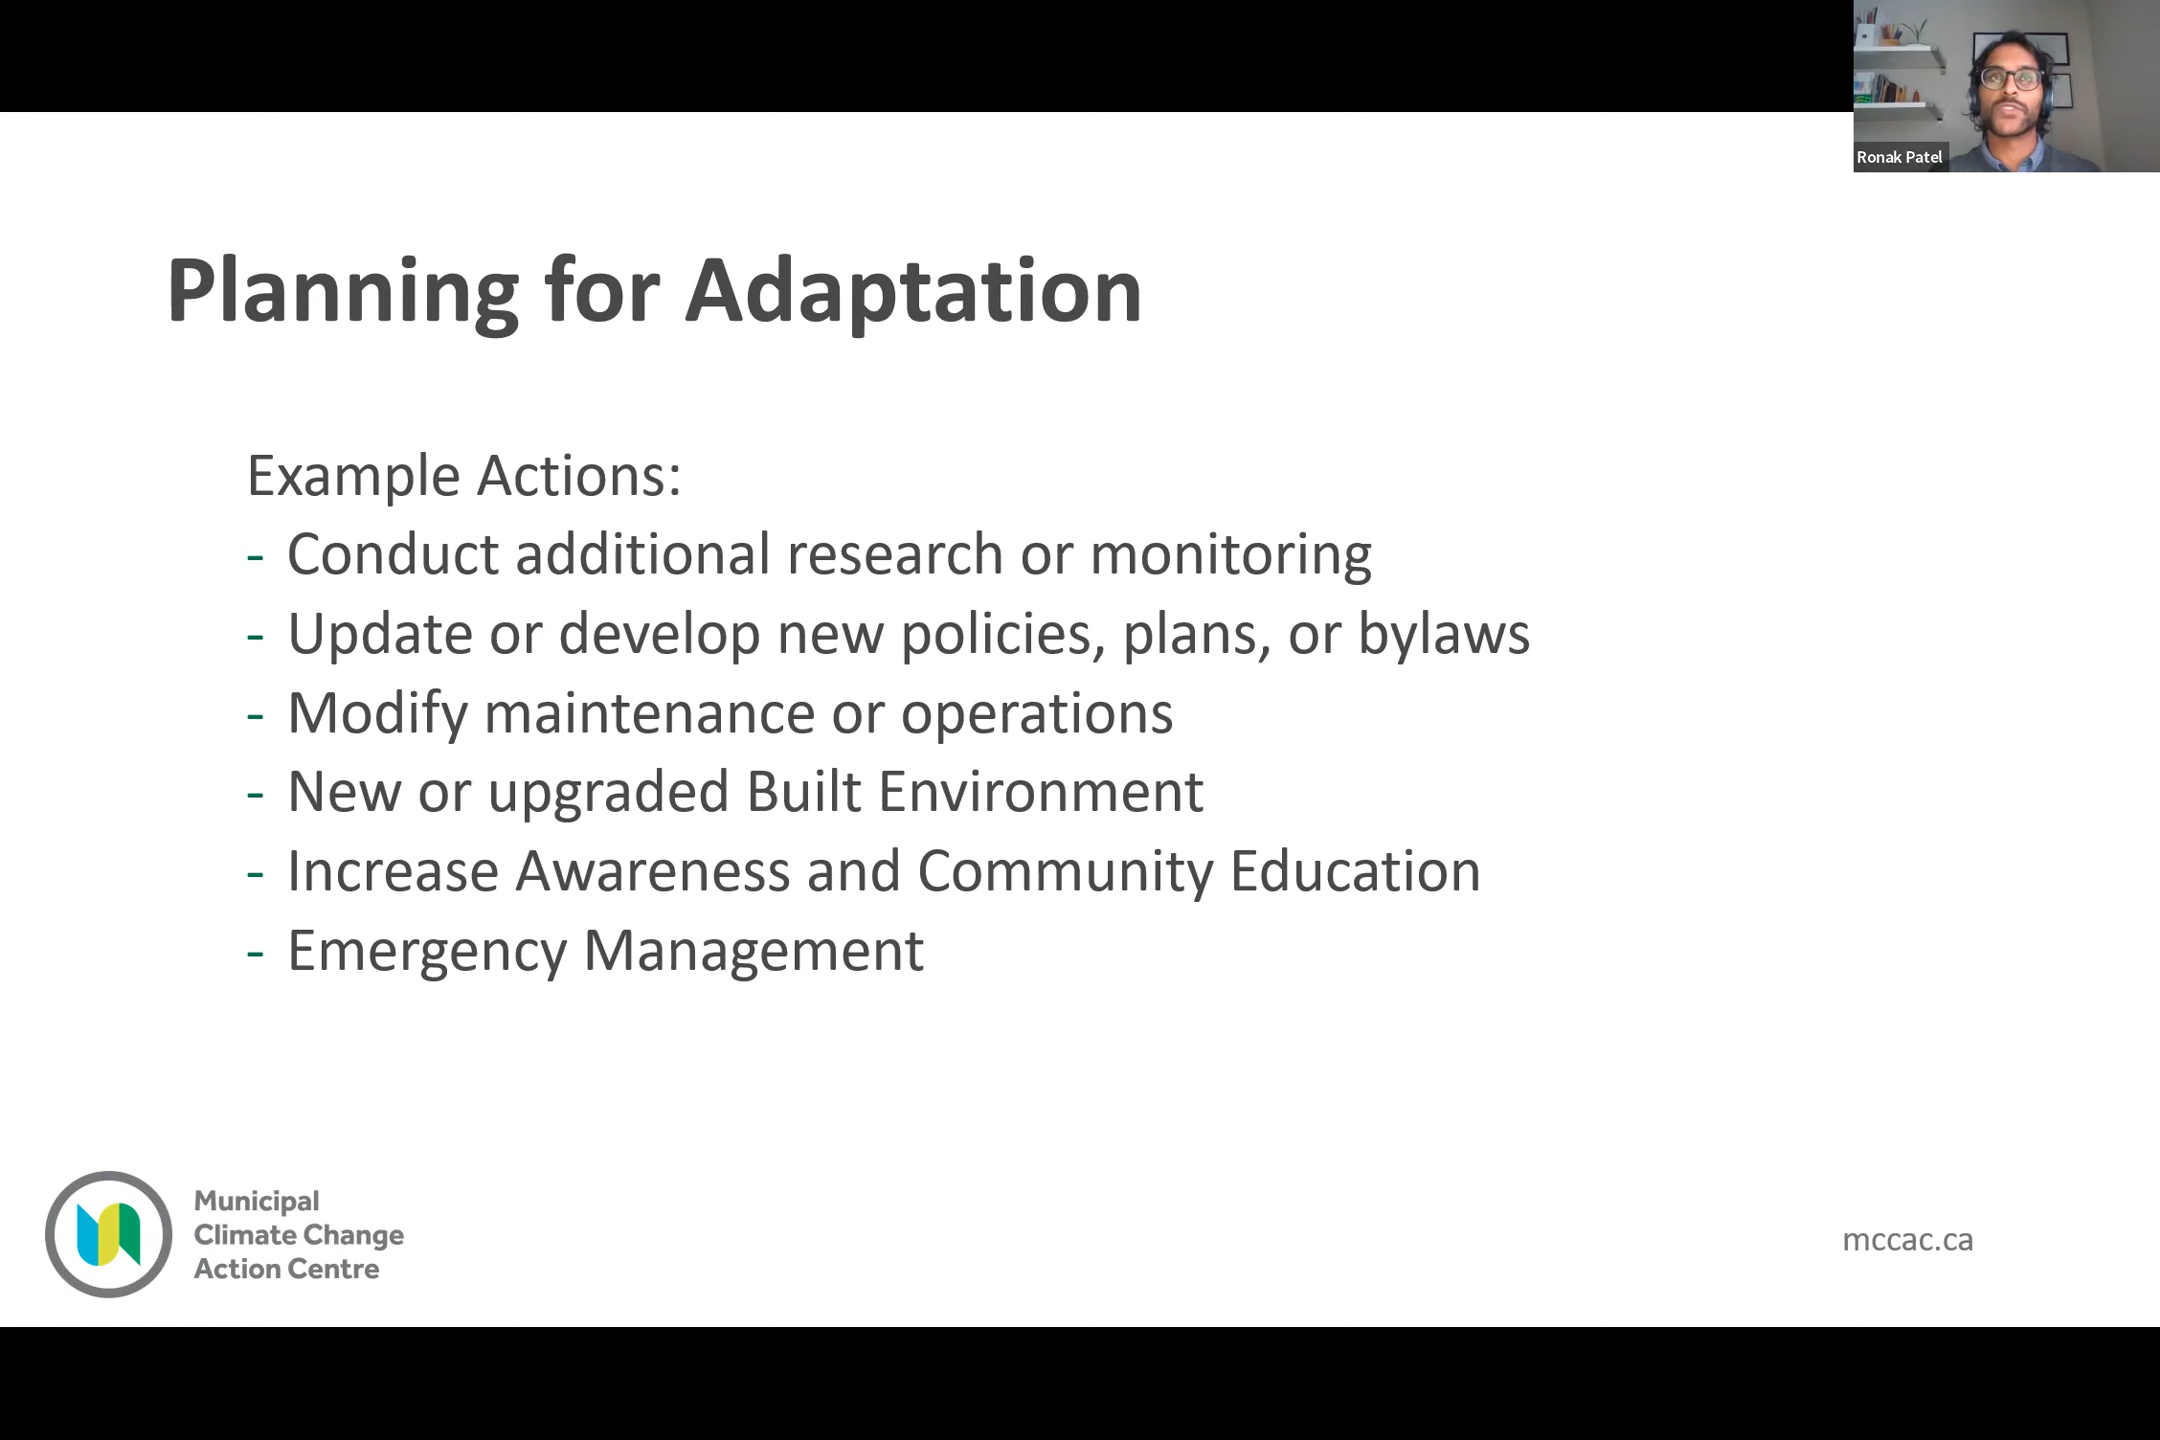 Ronak Patel
Planning for Adaptation
Example Actions:
- Conduct additional research or monitoring
- Update or develop new policies, plans, or bylaws
- Modify maintenance or operations
- New or upgraded Built Environment
- Increase Awareness and Community Education
- Emergency Management
Municipal
Climate Change
Action Centre
mccac.ca